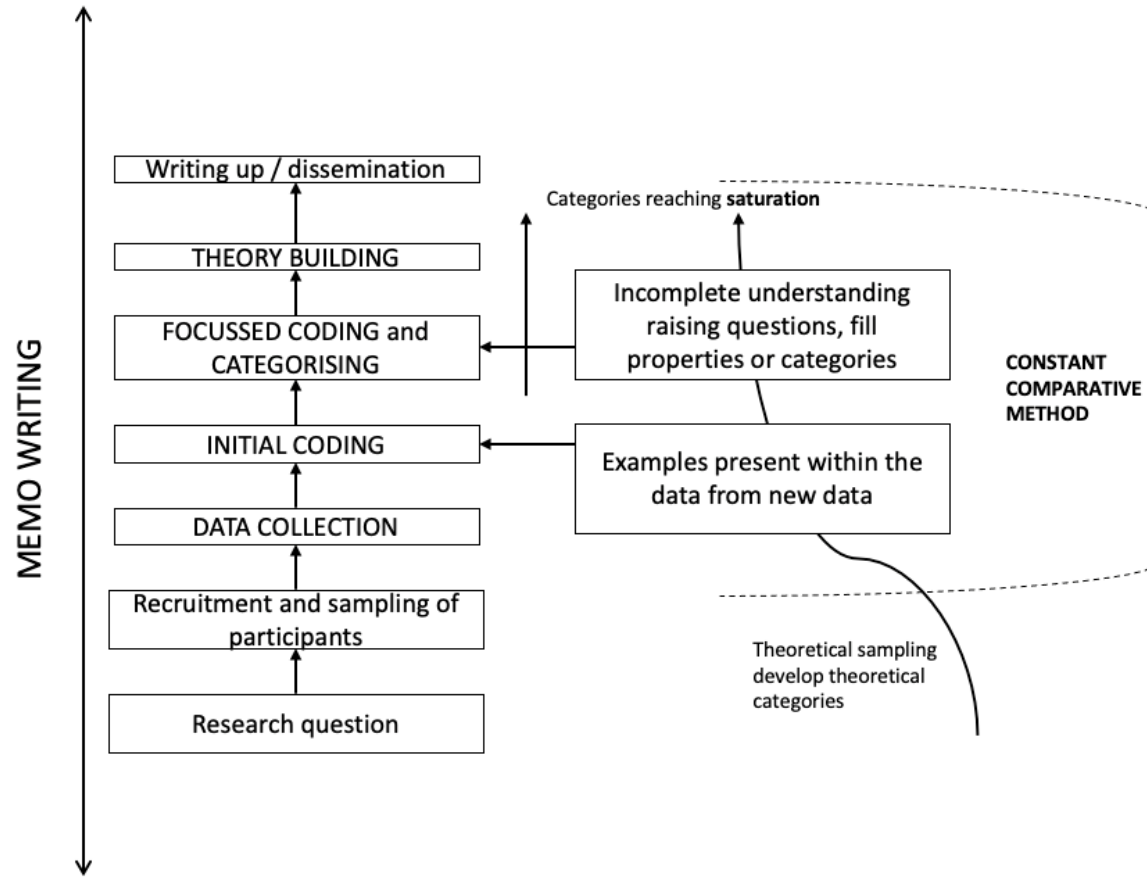 MEMO WRITING
Writing up / dissemination
THEORY BUILDING
FOCUSSED CODING and
CATEGORISING
INITIAL CODING
DATA COLLECTION
Recruitment and sampling of
participants
Research question
Categories reaching saturation
Incomplete understanding
raising questions, fill
properties or categories
Examples present within the
data from new data
Theoretical sampling
develop theoretical
categories
CONSTANT
COMPARATIVE
METHOD